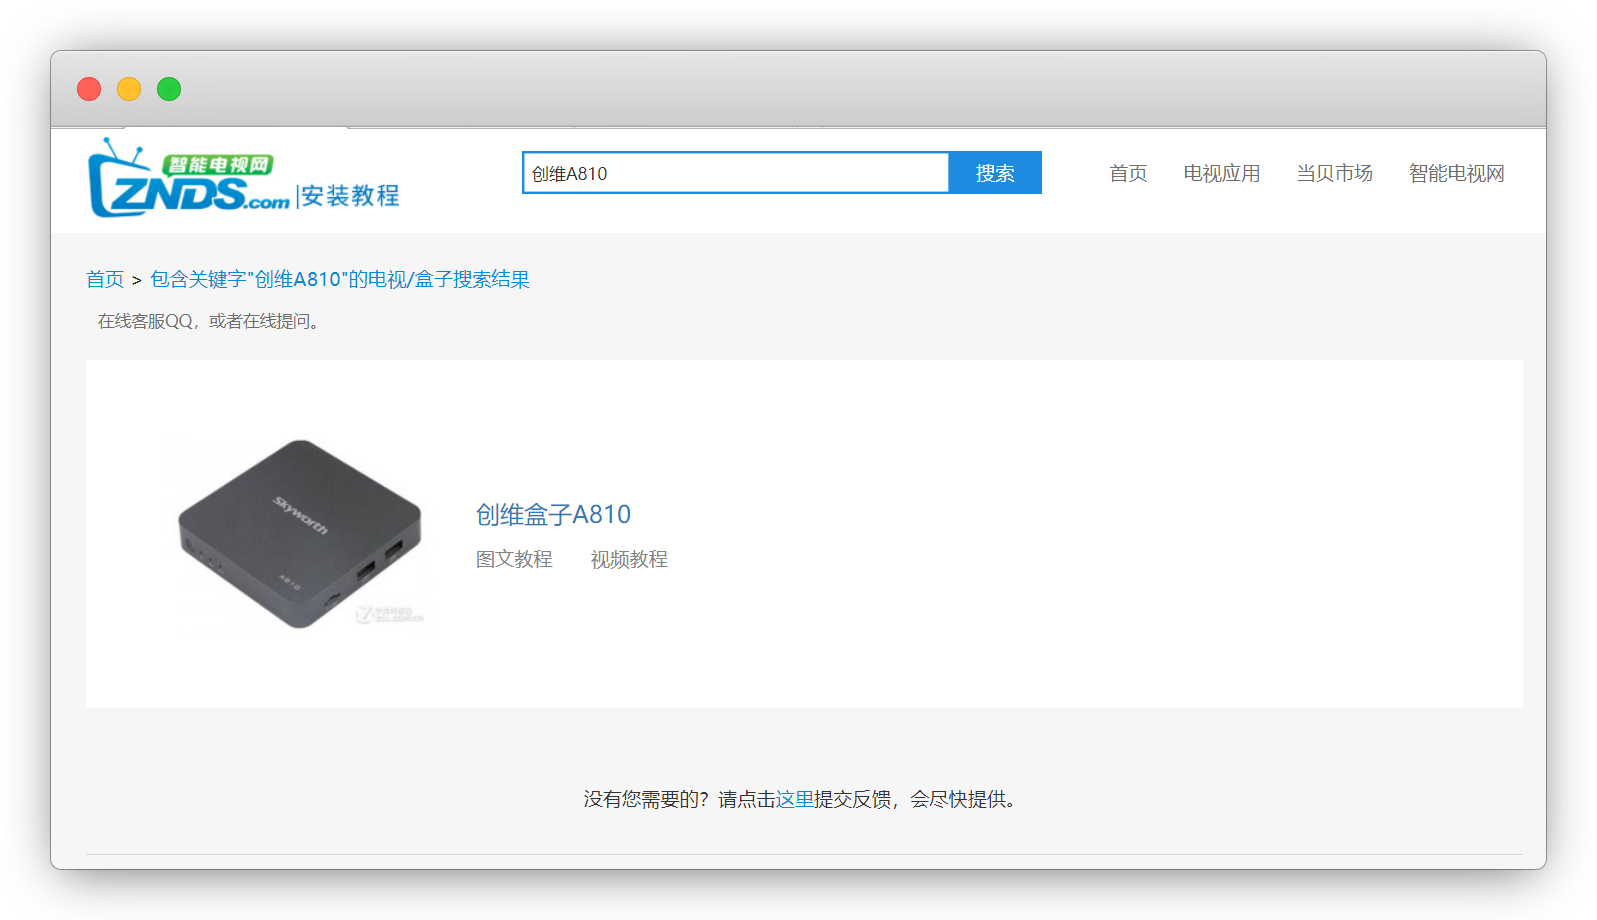 智能电视网
ZNDS.com|安装教程
创维A810
搜索
首页
电视应用
当贝市场
智能电视网
首页 > 包含关键字"创维A810"的电视/盒子搜索结果
在线客服QQ，或者在线提问。
Skyworth
A810
创维盒子A810
图文教程
视频教程
没有您需要的？请点击这里提交反馈，会尽快提供。